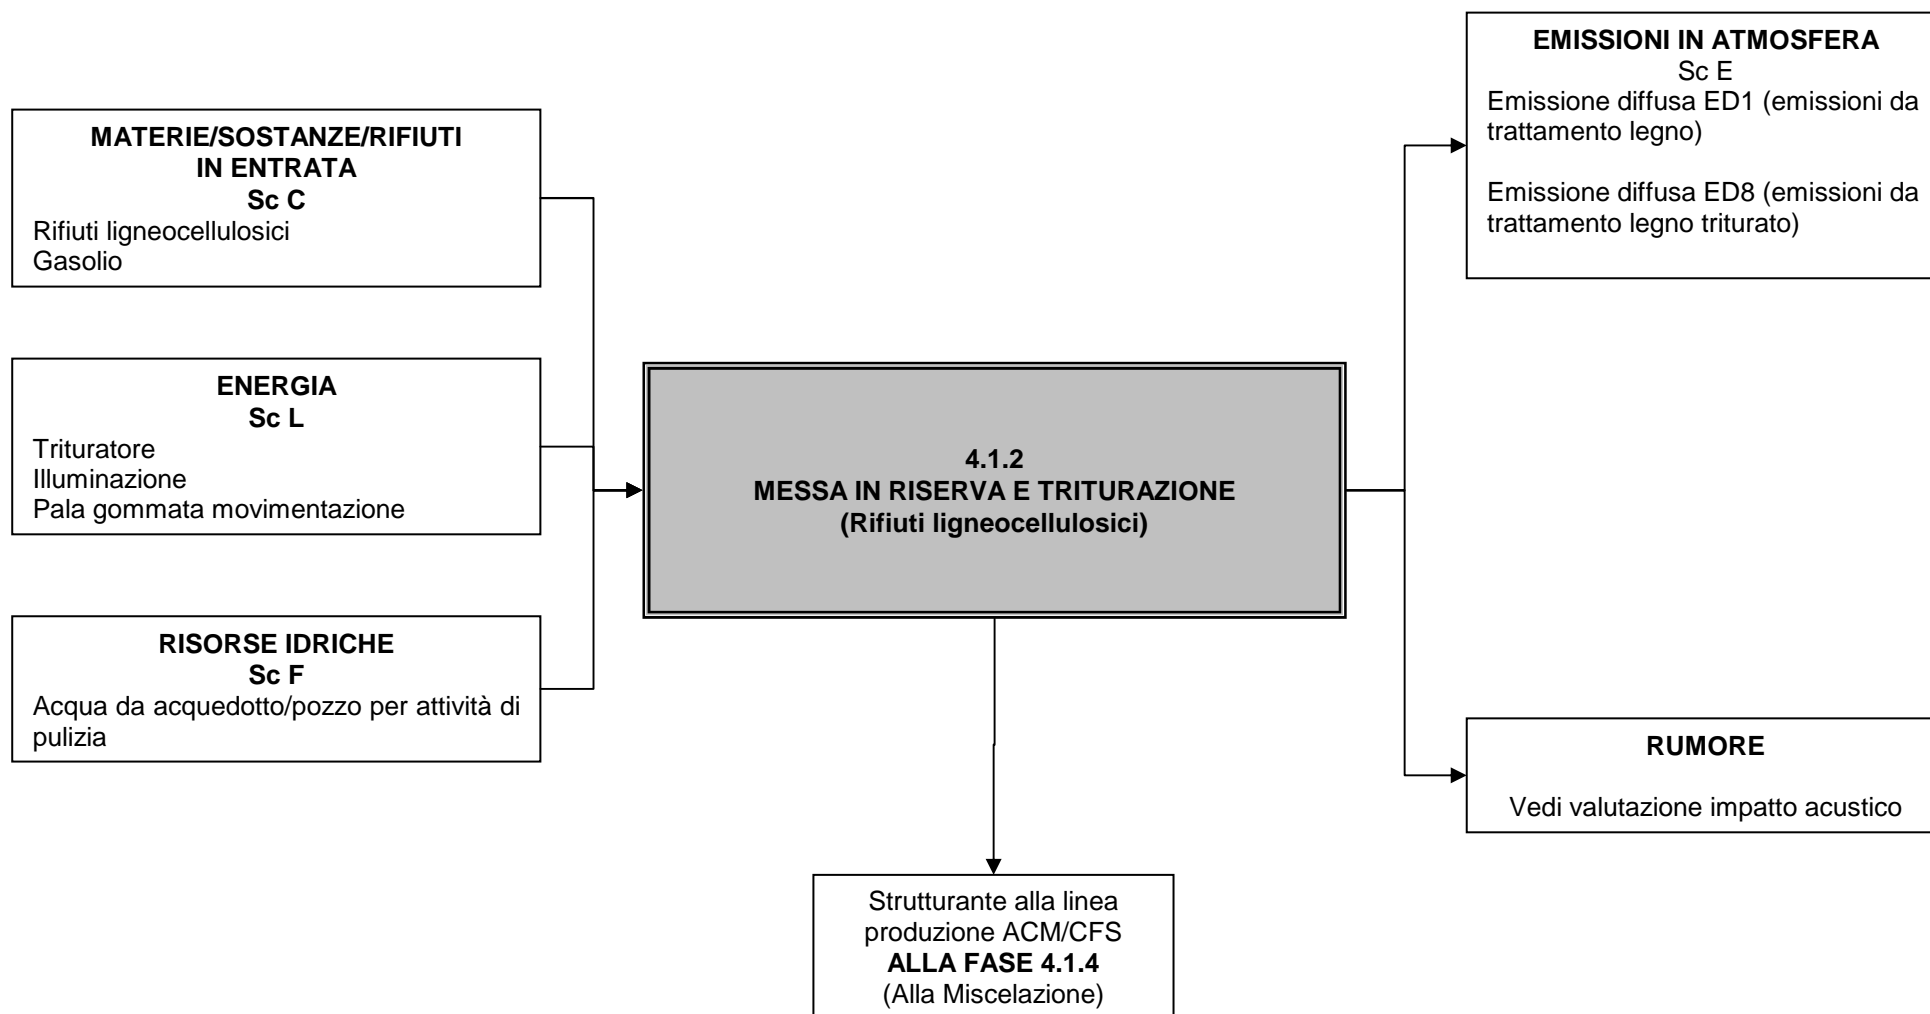 MATERIE/SOSTANZE/RIFIUTI
IN ENTRATA
Sc C
Rifiuti ligneocellulosici
Gasolio
ENERGIA
Sc L
Trituratore
Illuminazione
Pala gommata movimentazione
RISORSE IDRICHE
Sc F
Acqua da acquedotto/pozzo per attività di
pulizia
4.1.2
MESSA IN RISERVA E TRITURAZIONE
(Rifiuti ligneocellulosici)
EMISSIONI IN ATMOSFERA
Sc E
Emissione diffusa ED1 (emissioni da
trattamento legno)
Emissione diffusa ED8 (emissioni da
trattamento legno triturato)
RUMORE
Vedi valutazione impatto acustico
Strutturante alla linea
produzione ACM/CFS
ALLA FASE 4.1.4
(Alla Miscelazione)